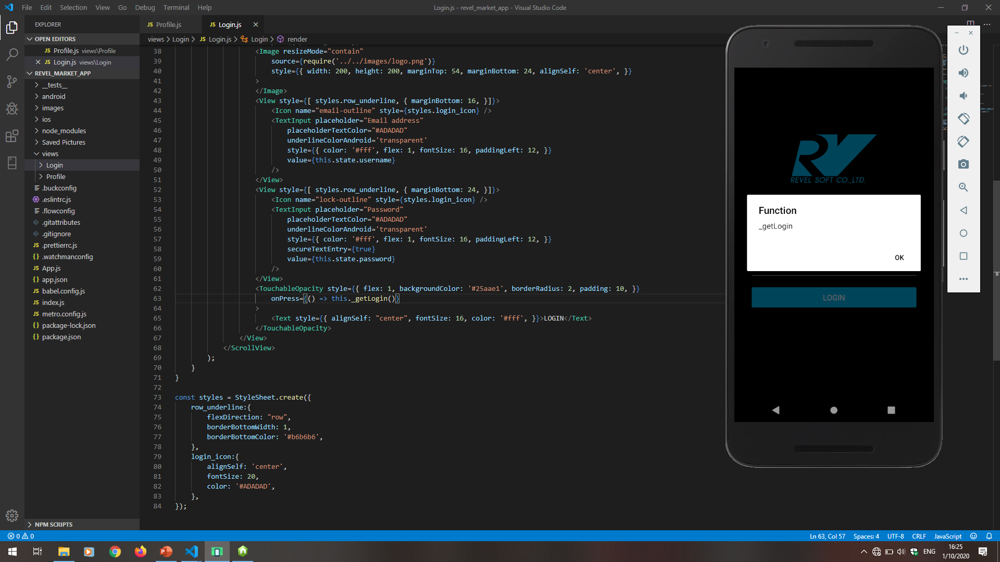 File Edit Selection View Go Debug Terminal Help
Login.js - revel_market_app - Visual Studio Code
EXPLORER
OPEN EDITORS
JS Profile.js views\Profile
JS Login.js views\Login
REVEL_MARKET_APP
__tests__
android
images
ios
node_modules
Saved Pictures
views
Login
Profile
.buckconfig
.eslintrc.js
.flowconfig
.gitattributes
.gitignore
JS .prettierrc.js
{} .watchmanconfig
JS App.js
{} app.json
JS babel.config.js
JS index.js
JS metro.config.js
{} package-lock.json
{} package.json
NPM SCRIPTS
JS Profile.js
JS Login.js
views > Login > JS Login.js > Login > render
38 <Image resizeMode="contain"
39 source={require('../../images/logo.png')}
40 style={{ width: 200, height: 200, marginTop: 54, marginBottom: 24, alignSelf: 'center', }}
41 >
42 </Image>
43 <View style={[ styles.row_underline, { marginBottom: 16, }]}>
44 <Icon name="email-outline" style={styles.login_icon} />
45 <TextInput placeholder="Email address"
46 placeholderTextColor="#ADADAD"
47 underlineColorAndroid='transparent'
48 style={{ color: '#fff', flex: 1, fontSize: 16, paddingLeft: 12, }}
49 value={this.state.username}
50 />
51 </View>
52 <View style={[ styles.row_underline, { marginBottom: 24, }]}>
53 <Icon name="lock-outline" style={styles.login_icon} />
54 <TextInput placeholder="Password"
55 placeholderTextColor="#ADADAD"
56 underlineColorAndroid='transparent'
57 style={{ color: '#fff', flex: 1, fontSize: 16, paddingLeft: 12, }}
58 secureTextEntry={true}
59 value={this.state.password}
60 />
61 </View>
62 <TouchableOpacity style={{ flex: 1, backgroundColor: '#25aae1', borderRadius: 2, padding: 10, }}
63 onPress={() => this._getLogin()}
64 >
65 <Text style={{ alignSelf: "center", fontSize: 16, color: '#fff', }}>LOGIN</Text>
66 </TouchableOpacity>
67 </View>
68 </ScrollView>
69 );
70 }
71 }
72
73 const styles = StyleSheet.create({
74 row_underline:{
75 flexDirection: "row",
76 borderBottomWidth: 1,
77 borderBottomColor: '#b6b6b6',
78 },
79 login_icon:{
80 alignSelf: 'center',
81 fontSize: 20,
82 color: '#ADADAD',
83 },
84 });
RV
REVEL SOFT CO.,LTD.
Function
_getLogin
OK
LOGIN
0 0
Ln 63, Col 57 Spaces: 4 UTF-8 CRLF JavaScript
ENG
16:25
1/10/2020